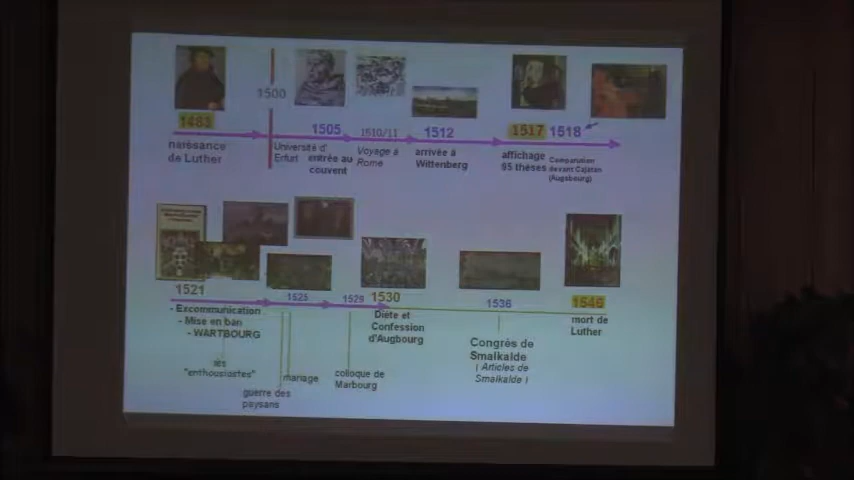 1500
1483
1505
1510/11
1512
1517 1518
naissance
de Luther
Université d'
Erfurt
entrée au
couvent
Voyage à
Rome
arrivée à
Wittenberg
affichage
95 thèses
Comparution
devant Cajetan
(Augsbourg)
1521
1525
1529
1530
1536
1546
- Excommunication
- Mise en ban
- WARTBOURG
Diète et
Confession
d'Augbourg
mort de
Luther
Congrès de
Smalkalde
( Articles de
Smalkalde )
les
"enthousiastes"
mariage
colloque de
Marbourg
guerre des
paysans